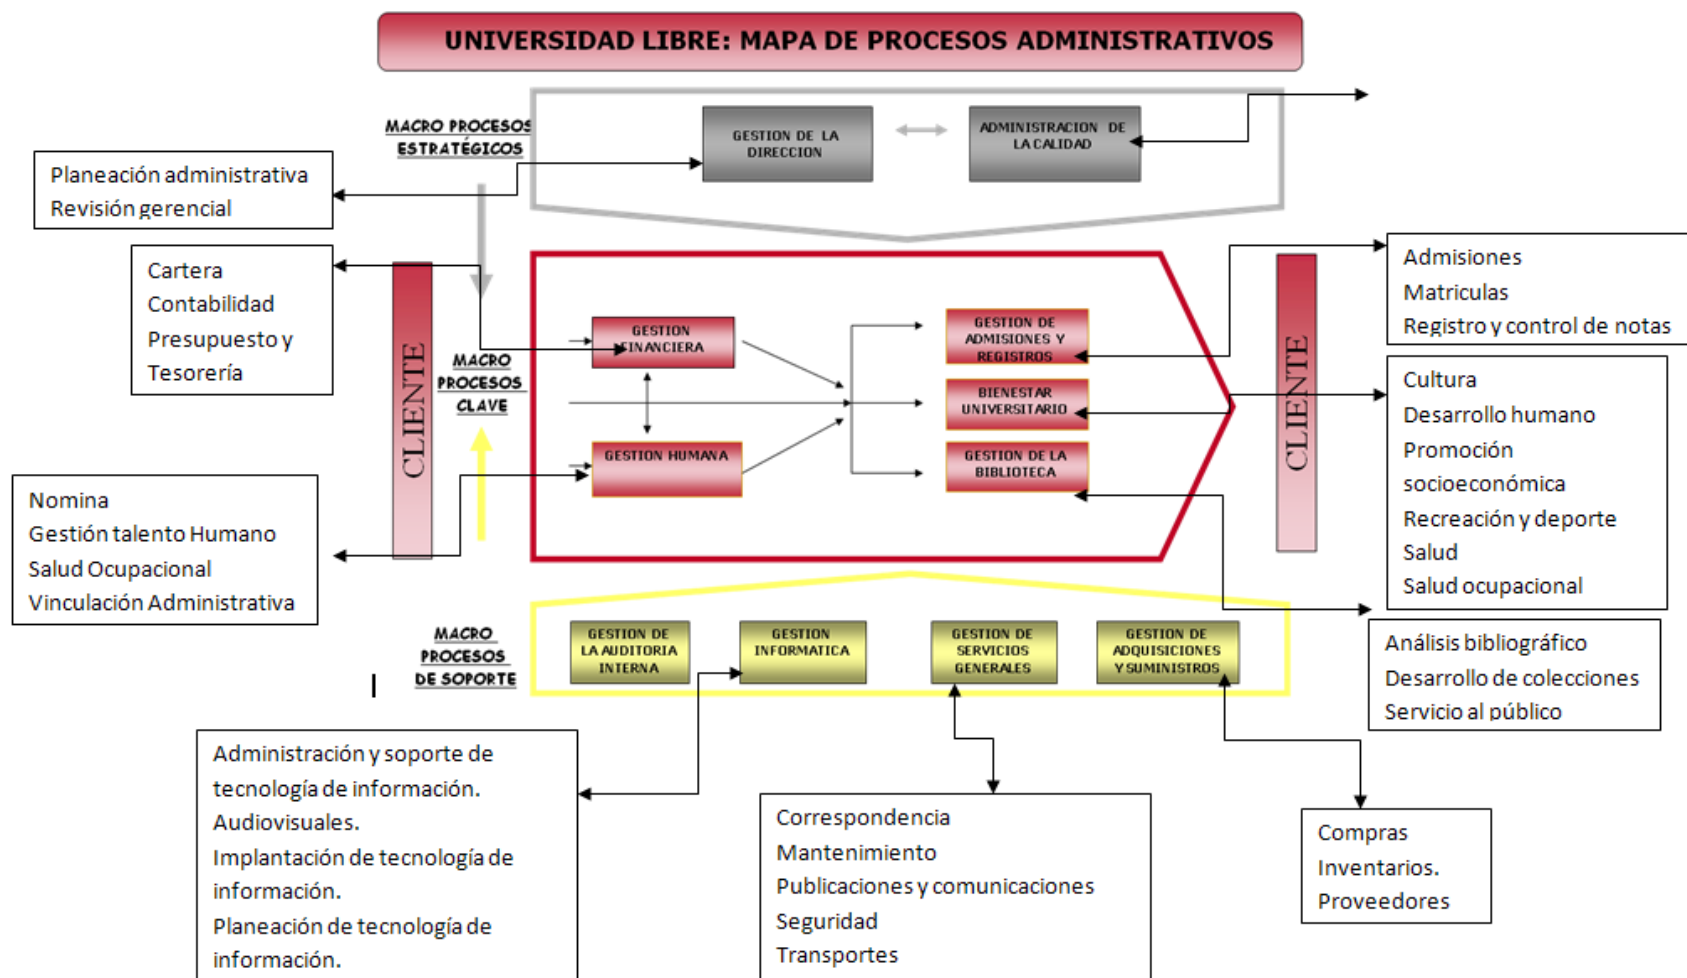 UNIVERSIDAD LIBRE: MAPA DE PROCESOS ADMINISTRATIVOS
MACRO PROCESOS
ESTRATÉGICOS
GESTION DE LA
DIRECCION
ADMINISTRACION DE
LA CALIDAD
Planeación administrativa
Revisión gerencial
Cartera
Contabilidad
Presupuesto y
Tesorería
CLIENTE
MACRO
PROCESOS
CLAVE
GESTION
FINANCIERA
GESTION HUMANA
GESTION DE
ADMISIONES Y
REGISTROS
BIENESTAR
UNIVERSITARIO
GESTION DE LA
BIBLIOTECA
CLIENTE
Admisiones
Matriculas
Registro y control de notas
Cultura
Desarrollo humano
Promoción
socioeconómica
Recreación y deporte
Salud
Salud ocupacional
Nomina
Gestión talento Humano
Salud Ocupacional
Vinculación Administrativa
MACRO
PROCESOS
DE SOPORTE
GESTION DE
LA AUDITORIA
INTERNA
GESTION
INFORMATICA
GESTION DE
SERVICIOS
GENERALES
GESTION DE
ADQUISICIONES
Y SUMINISTROS
Análisis bibliográfico
Desarrollo de colecciones
Servicio al público
Administración y soporte de
tecnología de información.
Audiovisuales.
Implantación de tecnología de
información.
Planeación de tecnología de
información.
Correspondencia
Mantenimiento
Publicaciones y comunicaciones
Seguridad
Transportes
Compras
Inventarios.
Proveedores